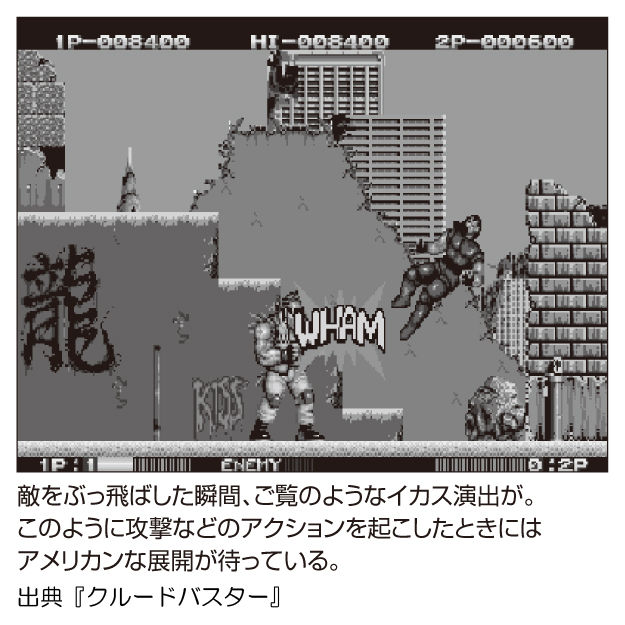 1P-008400 HI-008400 2P-000600
龍
WHAM
KIDS
1P:1 ENEMY 0:2P
敵をぶっ飛ばした瞬間、ご覧のようなイカス演出が。
このように攻撃などのアクションを起こしたときには
アメリカンな展開が待っている。
出典『クルードバスター』